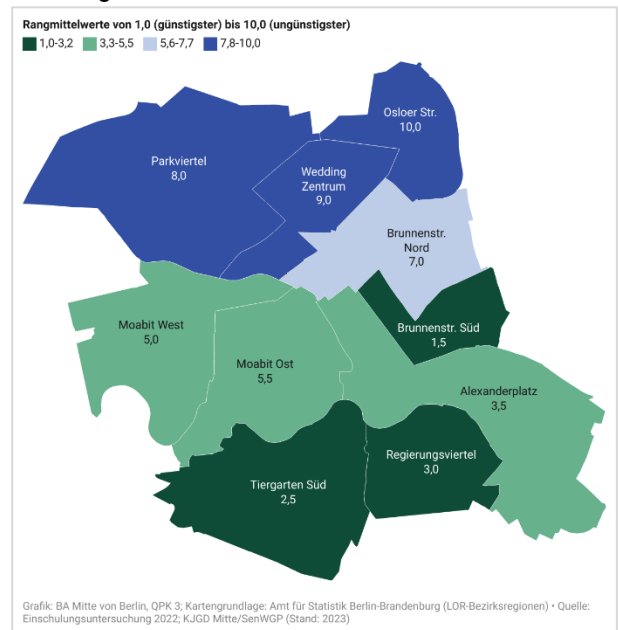 Rangmittelwerte von 1,0 (günstigster) bis 10,0 (ungünstigster)
1,0-3,2 3,3-5,5 5,6-7,7 7,8-10,0
Osloer Str.
10,0
Parkviertel
8,0
Wedding
Zentrum
9,0
Brunnenstr.
Nord
7,0
Moabit West
5,0
Brunnenstr. Süd
1,5
Moabit Ost
5,5
Alexanderplatz
3,5
Regierungsviertel
3,0
Tiergarten Süd
2,5
Grafik: BA Mitte von Berlin, QPK 3; Kartengrundlage: Amt für Statistik Berlin-Brandenburg (LOR-Bezirksregionen) • Quelle:
Einschulungsuntersuchung 2022; KJGD Mitte/SenWGP (Stand: 2023)